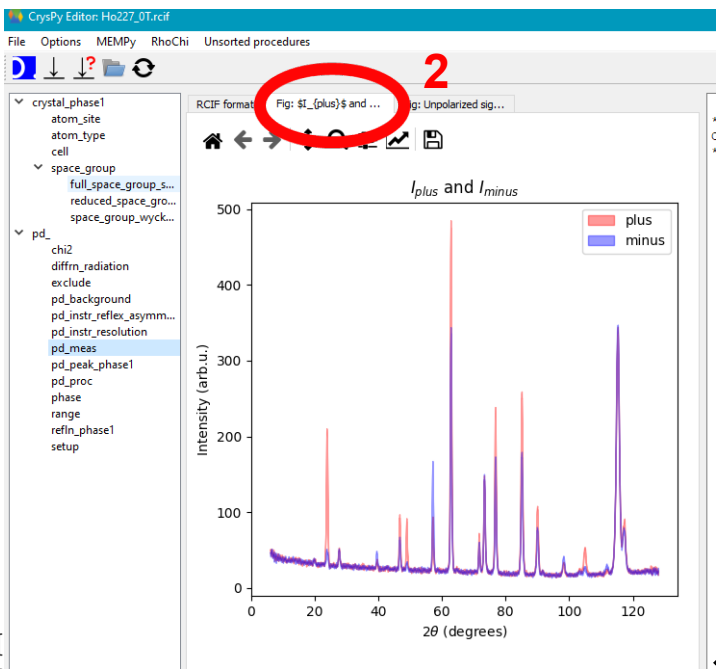 CrysPy Editor: Ho227_0T.rcif
File Options MEMPy RhoChi Unsorted procedures
2
crystal_phase1
atom_site
atom_type
cell
space_group
full_space_group_s...
reduced_space_gro...
space_group_wyck...
pd_
chi2
diffrn_radiation
exclude
pd_background
pd_instr_reflex_asymm...
pd_instr_resolution
pd_meas
pd_peak_phase1
pd_proc
phase
range
refln_phase1
setup
RCIF format Fig: $I_{plus}$ and ... Fig: Unpolarized sig...
I_plus and I_minus
plus
minus
Intensity (arb.u.)
500
400
300
200
100
0
0 20 40 60 80 100 120
2θ (degrees)